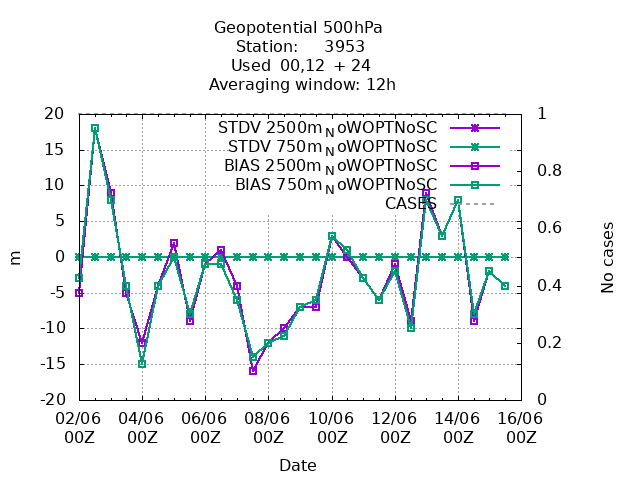 Geopotential 500hPa
Station: 3953
Used 00,12 + 24
Averaging window: 12h
20 15 10 5 0 -5 -10 -15 -20
m
STDV 2500m_NoWOPTNoSC
STDV 750m_NoWOPTNoSC
BIAS 2500m_NoWOPTNoSC
BIAS 750m_NoWOPTNoSC
CASES
1 0.8 0.6 0.4 0.2 0
No cases
02/06 04/06 06/06 08/06 10/06 12/06 14/06 16/06
00Z 00Z 00Z 00Z 00Z 00Z 00Z 00Z
Date